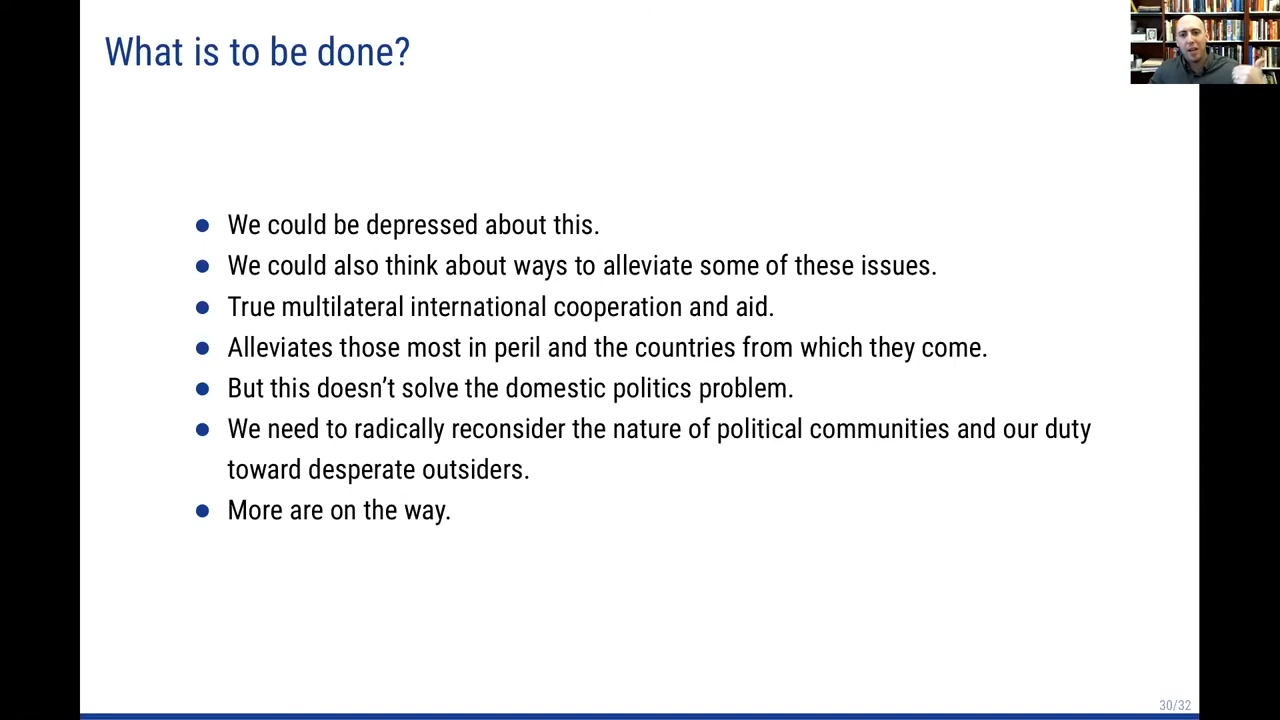 What is to be done?
● We could be depressed about this.
● We could also think about ways to alleviate some of these issues.
● True multilateral international cooperation and aid.
● Alleviates those most in peril and the countries from which they come.
● But this doesn’t solve the domestic politics problem.
● We need to radically reconsider the nature of political communities and our duty
toward desperate outsiders.
● More are on the way.
30/32